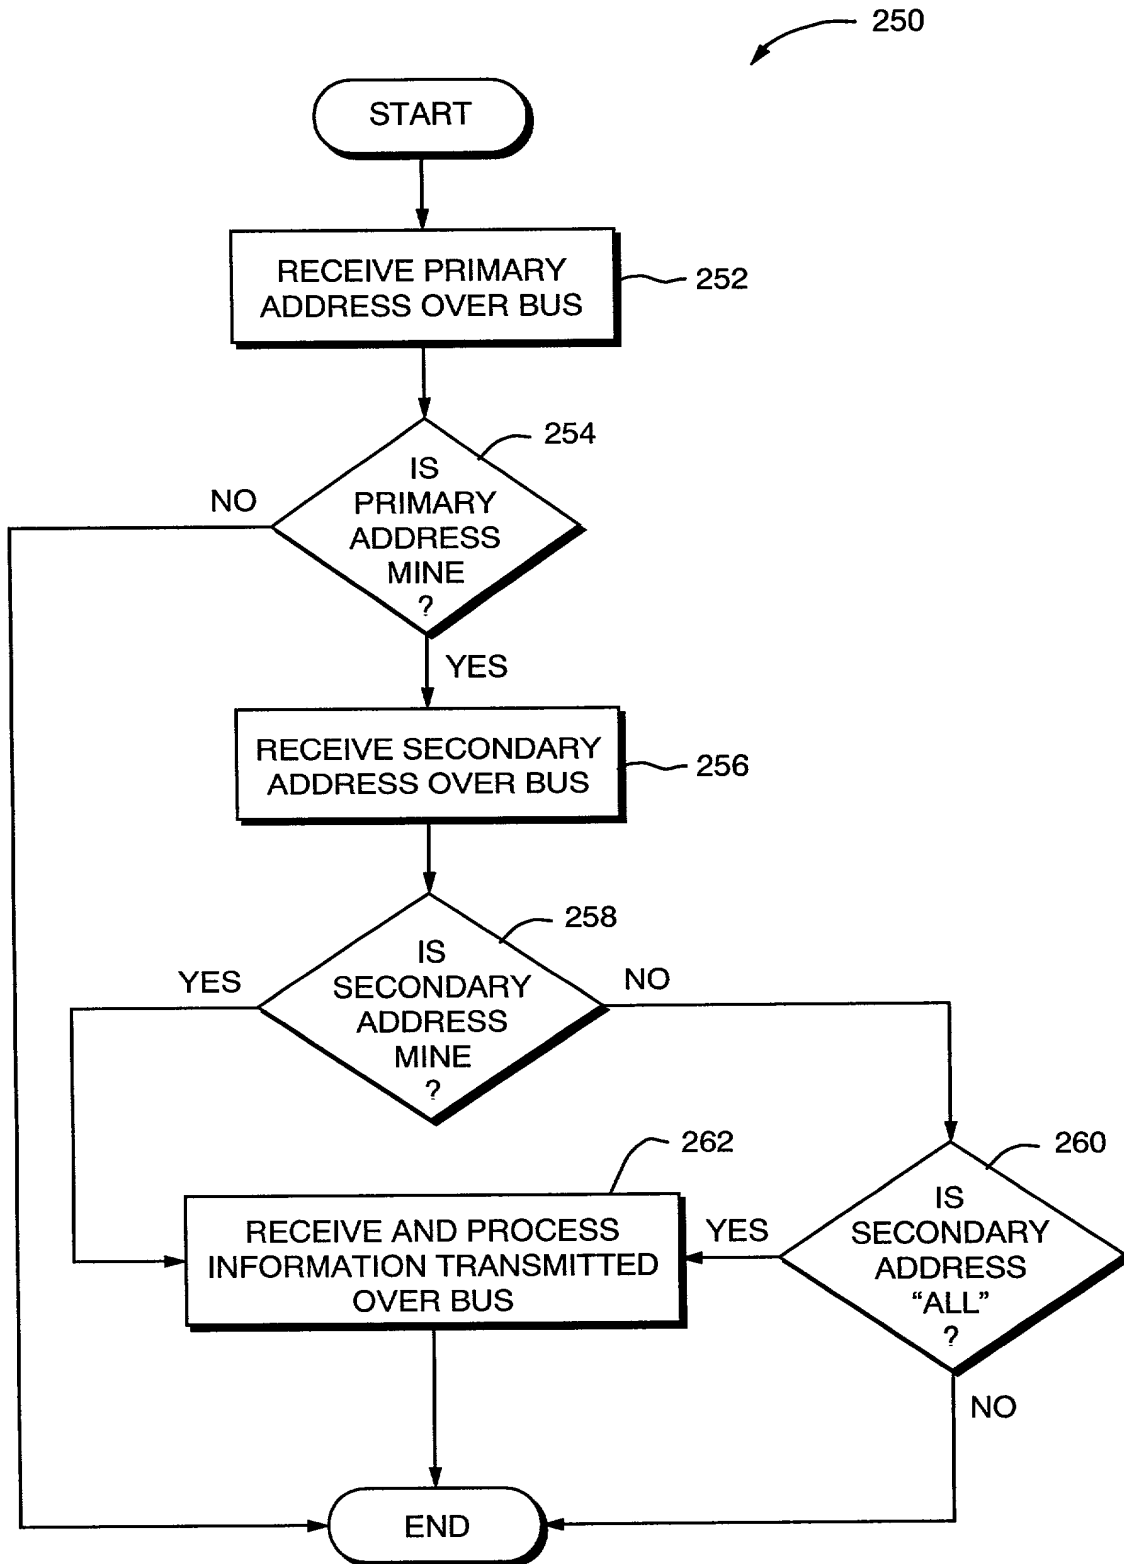 250
START
RECEIVE PRIMARY
ADDRESS OVER BUS
252
254
IS
PRIMARY
ADDRESS
MINE
?
NO
YES
RECEIVE SECONDARY
ADDRESS OVER BUS
256
258
IS
SECONDARY
ADDRESS
MINE
?
YES
NO
262
RECEIVE AND PROCESS
INFORMATION TRANSMITTED
OVER BUS
260
IS
SECONDARY
ADDRESS
“ALL”
?
YES
NO
END